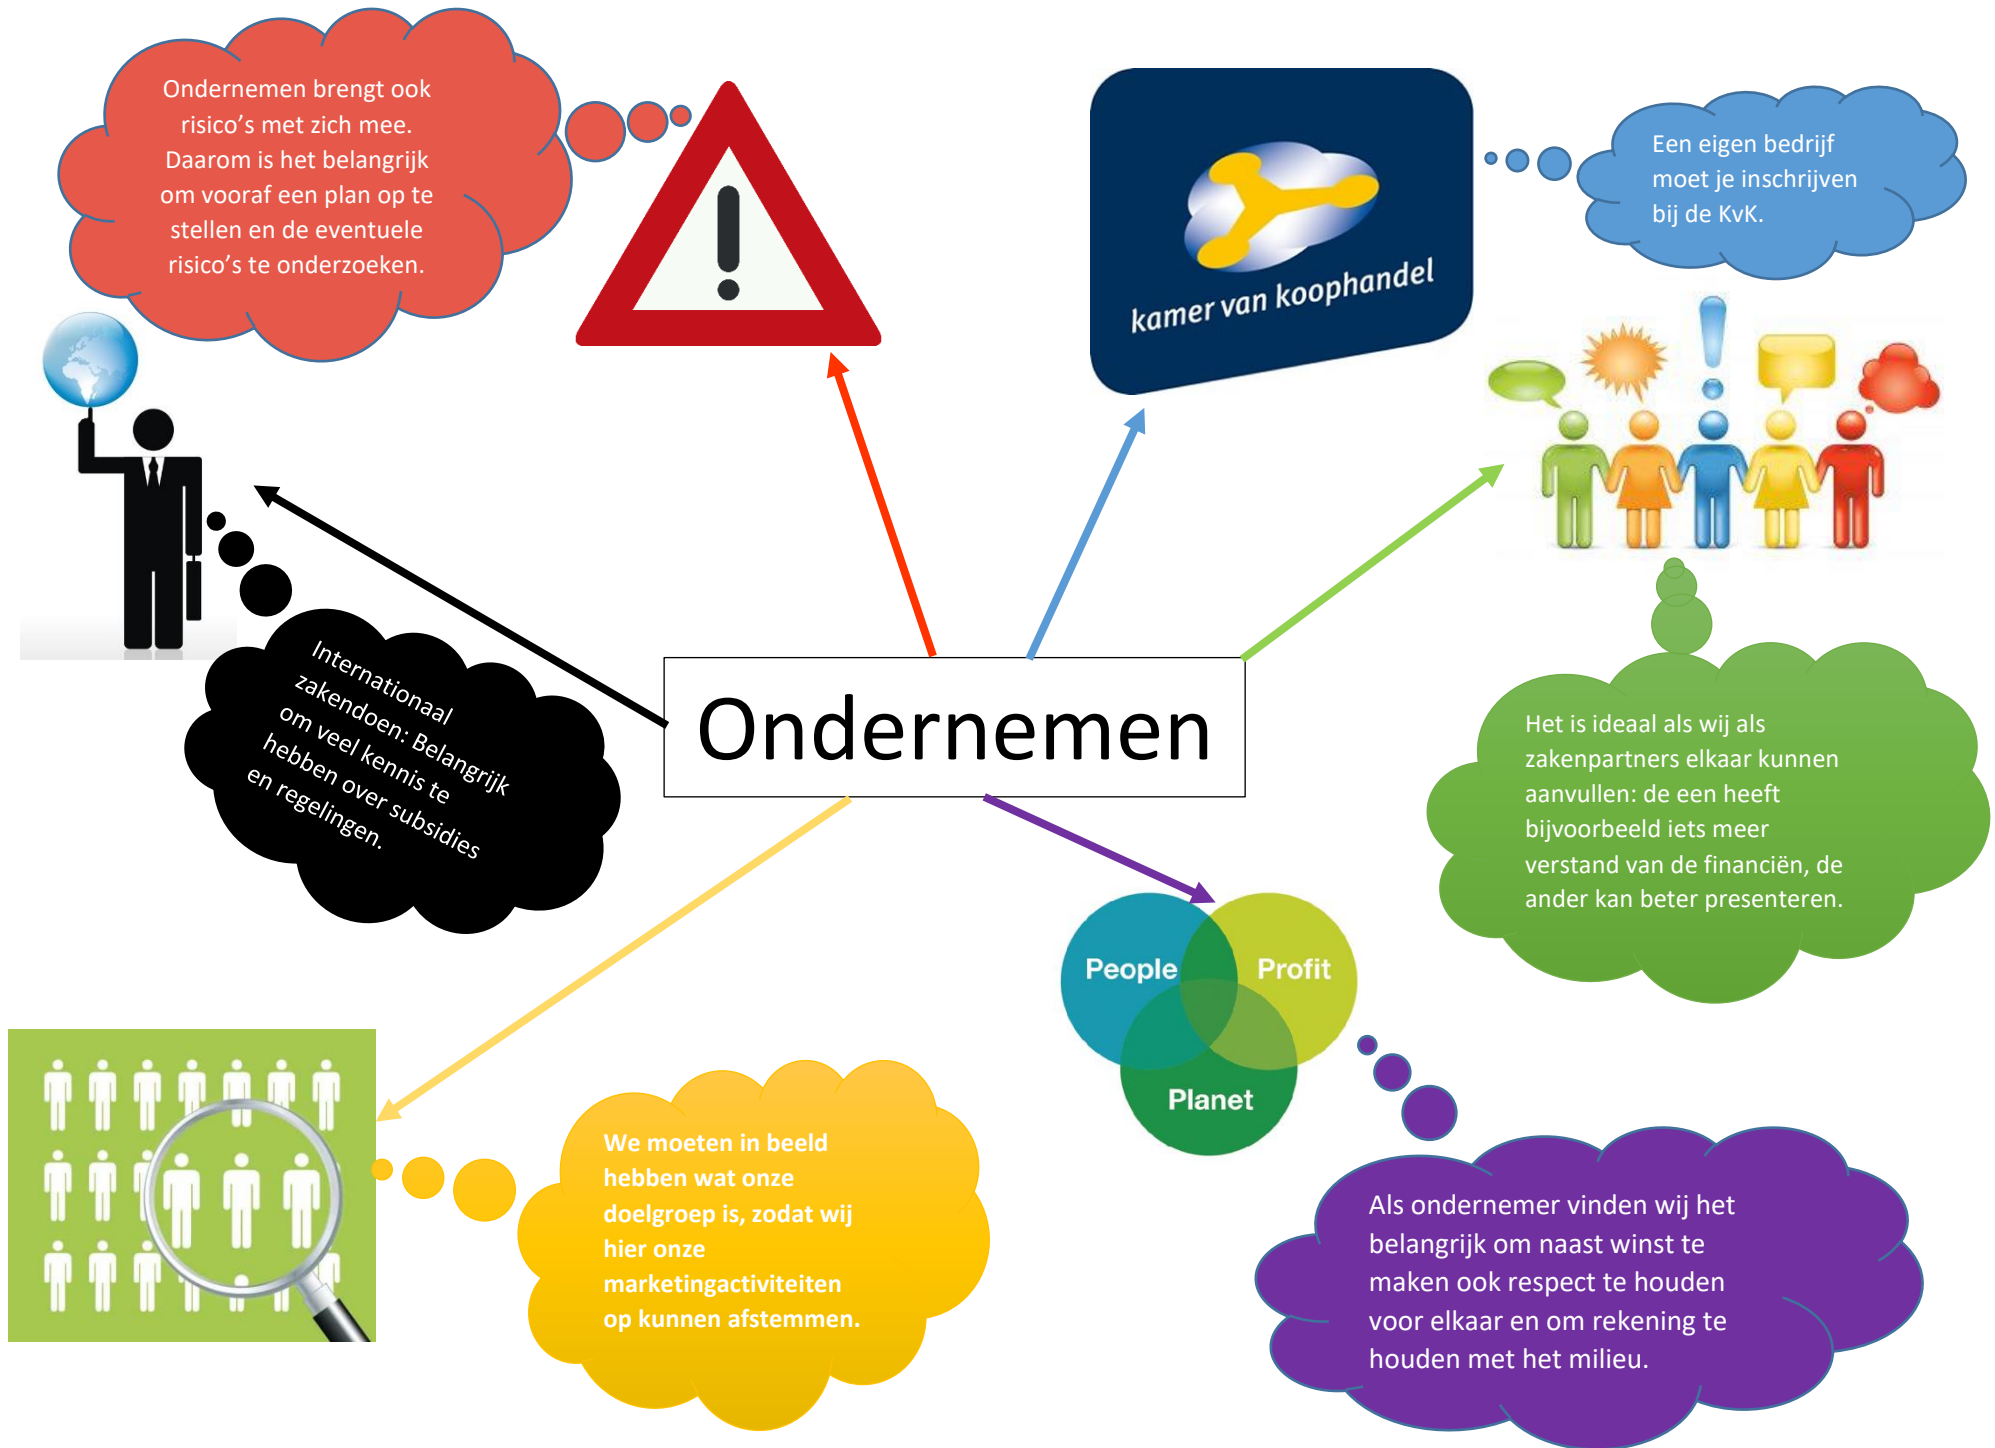 Ondernemen brengt ook
risico’s met zich mee.
Daarom is het belangrijk
om vooraf een plan op te
stellen en de eventuele
risico’s te onderzoeken.
kamer van koophandel
Een eigen bedrijf
moet je inschrijven
bij de KvK.
Internationaal
zakendoen: Belangrijk
om veel kennis te
hebben over subsidies
en regelingen.
Ondernemen
Het is ideaal als wij als
zakenpartners elkaar kunnen
aanvullen: de een heeft
bijvoorbeeld iets meer
verstand van de financiën, de
ander kan beter presenteren.
People
Profit
Planet
We moeten in beeld
hebben wat onze
doelgroep is, zodat wij
hier onze
marketingactiviteiten
op kunnen afstemmen.
Als ondernemer vinden wij het
belangrijk om naast winst te
maken ook respect te houden
voor elkaar en om rekening te
houden met het milieu.